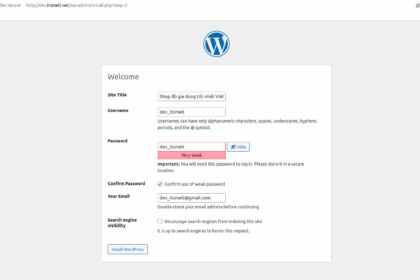 Not secure http://dev.itsmeit.net/wp-admin/install.php?step=1
Welcome
Site Title Shop đồ gia dụng tốt nhất Việt
Username dev_itsmeit
Usernames can have only alphanumeric characters, spaces, underscores, hyphens,
periods, and the @ symbol.
Password dev_itsmeit Hide
Very weak
Important: You will need this password to log in. Please store it in a secure
location.
Confirm Password Confirm use of weak password
Your Email dev_itsmeit@gmail.com
Double-check your email address before continuing.
Search engine
visibility
Discourage search engines from indexing this site
It is up to search engines to honor this request.
Install WordPress